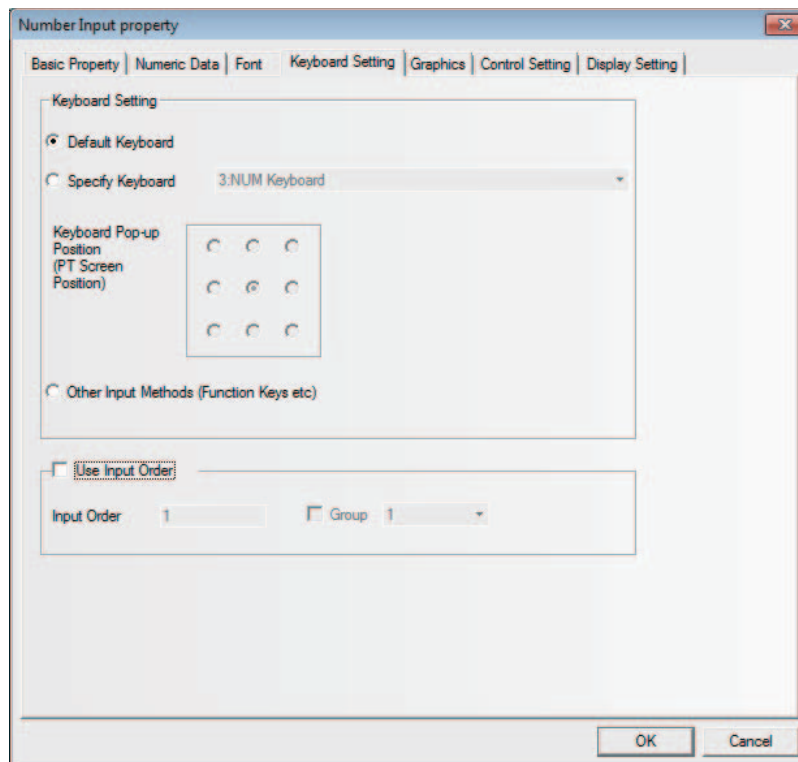 Number Input property
Basic Property Numeric Data Font Keyboard Setting Graphics Control Setting Display Setting
Keyboard Setting
Default Keyboard
Specify Keyboard 3:NUM Keyboard
Keyboard Pop-up
Position
(PT Screen
Position)
Other Input Methods (Function Keys etc)
Use Input Order
Input Order 1 Group 1
OK Cancel